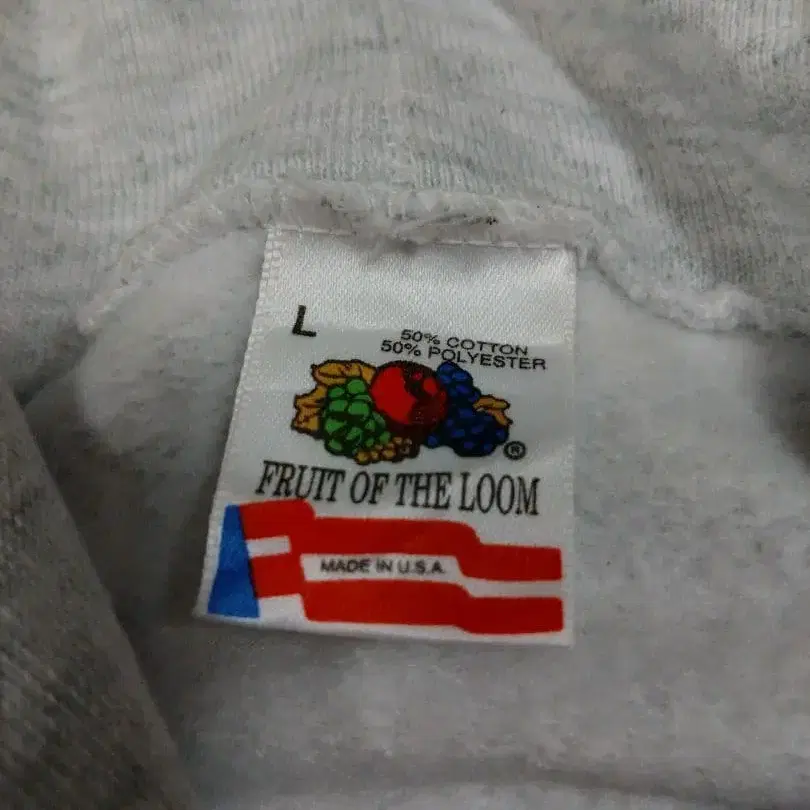 L
50% COTTON
50% POLYESTER
®
FRUIT OF THE LOOM
MADE IN U.S.A.